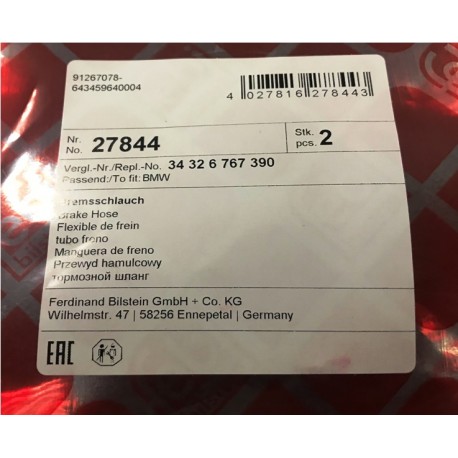 91267078-
643459640004
4 027816 278443
Nr.
No. 27844
Stk.
pcs. 2
Vergl.-Nr./Repl.-No. 34 32 6 767 390
Passend:/To fit: BMW
Bremsschlauch
Brake Hose
Flexible de frein
tubo freno
Manguera de freno
Przewyd hamulcowy
тормозной шланг
Ferdinand Bilstein GmbH + Co. KG
Wilhelmstr. 47 | 58256 Ennepetal | Germany
EAC